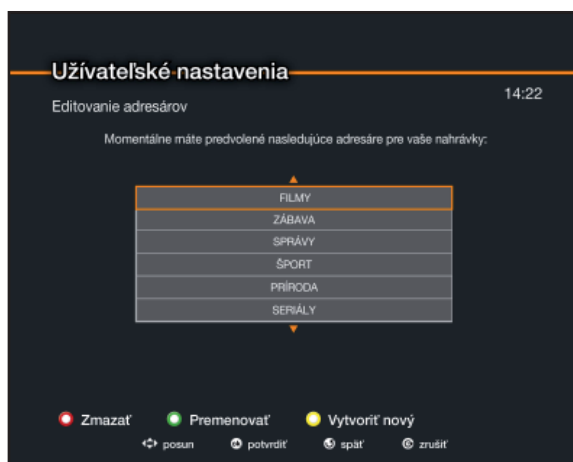 Užívateľské nastavenia
14:22
Editovanie adresárov
Momentálne máte predvolené nasledujúce adresáre pre vaše nahrávky:
FILMY
ZÁBAVA
SPRÁVY
ŠPORT
PRÍRODA
SERIÁLY
Zmazať Premenovať Vytvoriť nový
posun potvrdiť späť zrušiť